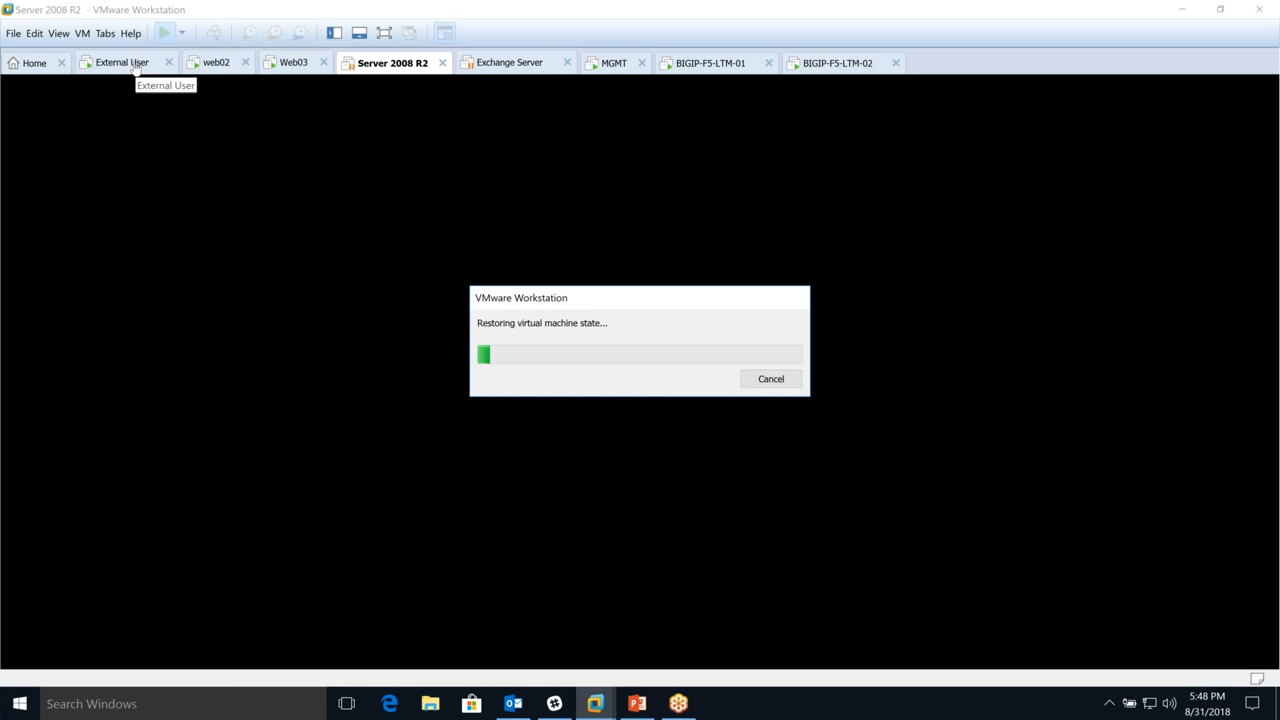 Server 2008 R2 - VMware Workstation
File Edit View VM Tabs Help
Home External User web02 Web03 Server 2008 R2 Exchange Server MGMT BIGIP-F5-LTM-01 BIGIP-F5-LTM-02
External User
VMware Workstation
Restoring virtual machine state...
Cancel
Search Windows
5:48 PM
8/31/2018